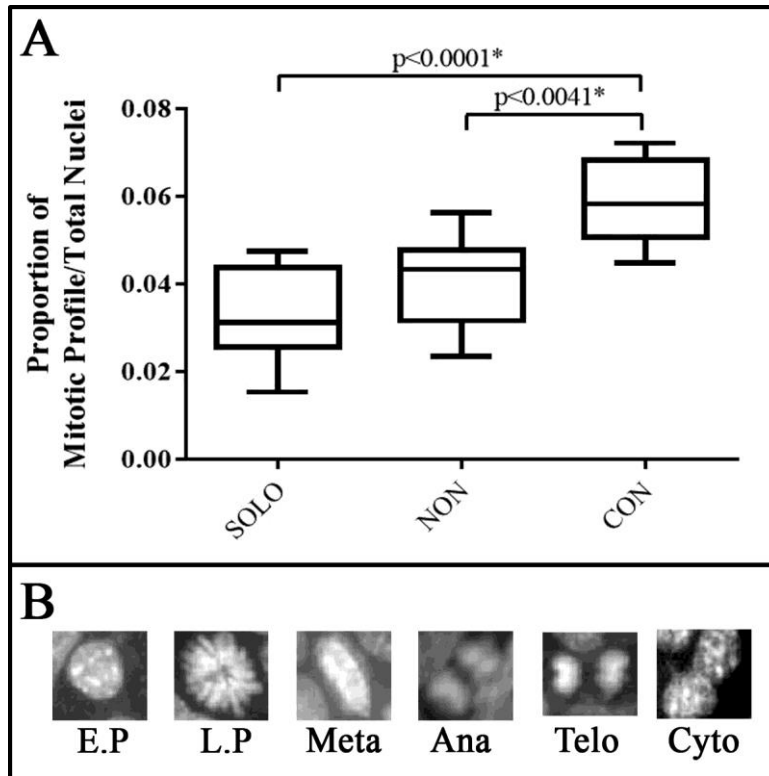 A
p<0.0001*
p<0.0041*
Proportion of
Mitotic Profile/Total Nuclei
0.08
0.06
0.04
0.02
0.00
SOLO
NON
CON
B
E.P L.P Meta Ana Telo Cyto